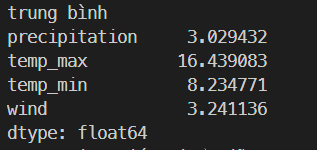 trung bình
precipitation 3.029432
temp_max 16.439083
temp_min 8.234771
wind 3.241136
dtype: float64